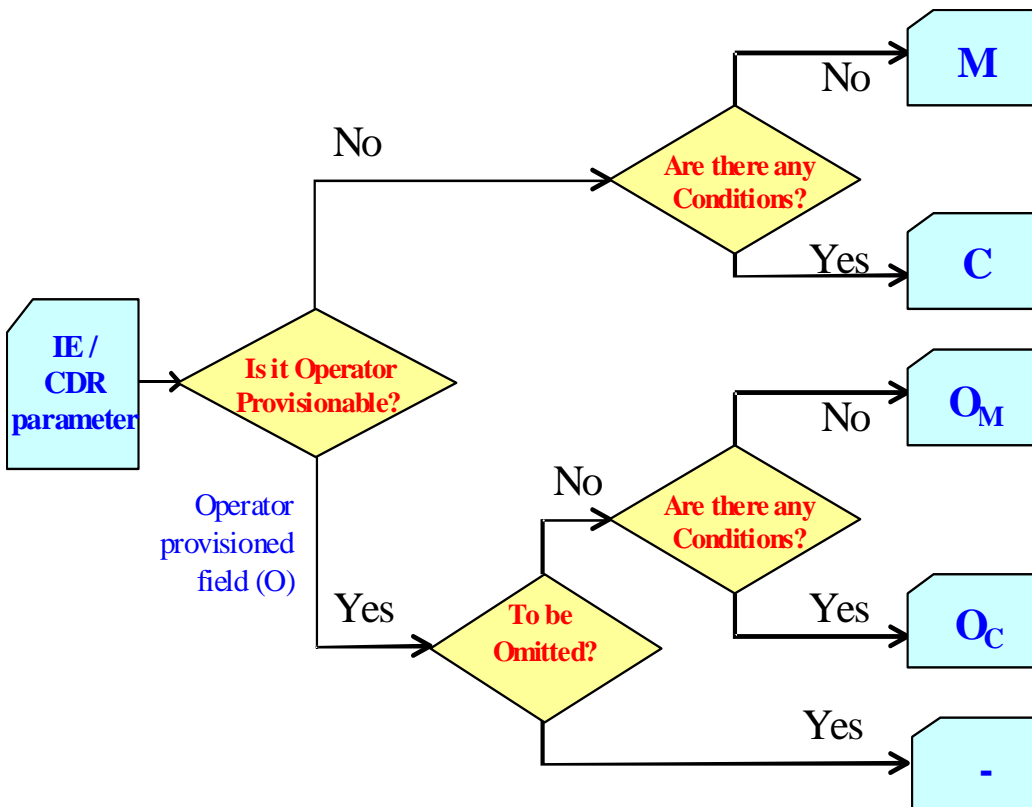 No
M
Are there any
Conditions?
No
Yes
C
IE /
CDR
parameter
Is it Operator
Provisionable?
Operator
provisioned
field (O)
Yes
No
To be
Omitted?
Are there any
Conditions?
No
OM
Yes
OC
Yes
-